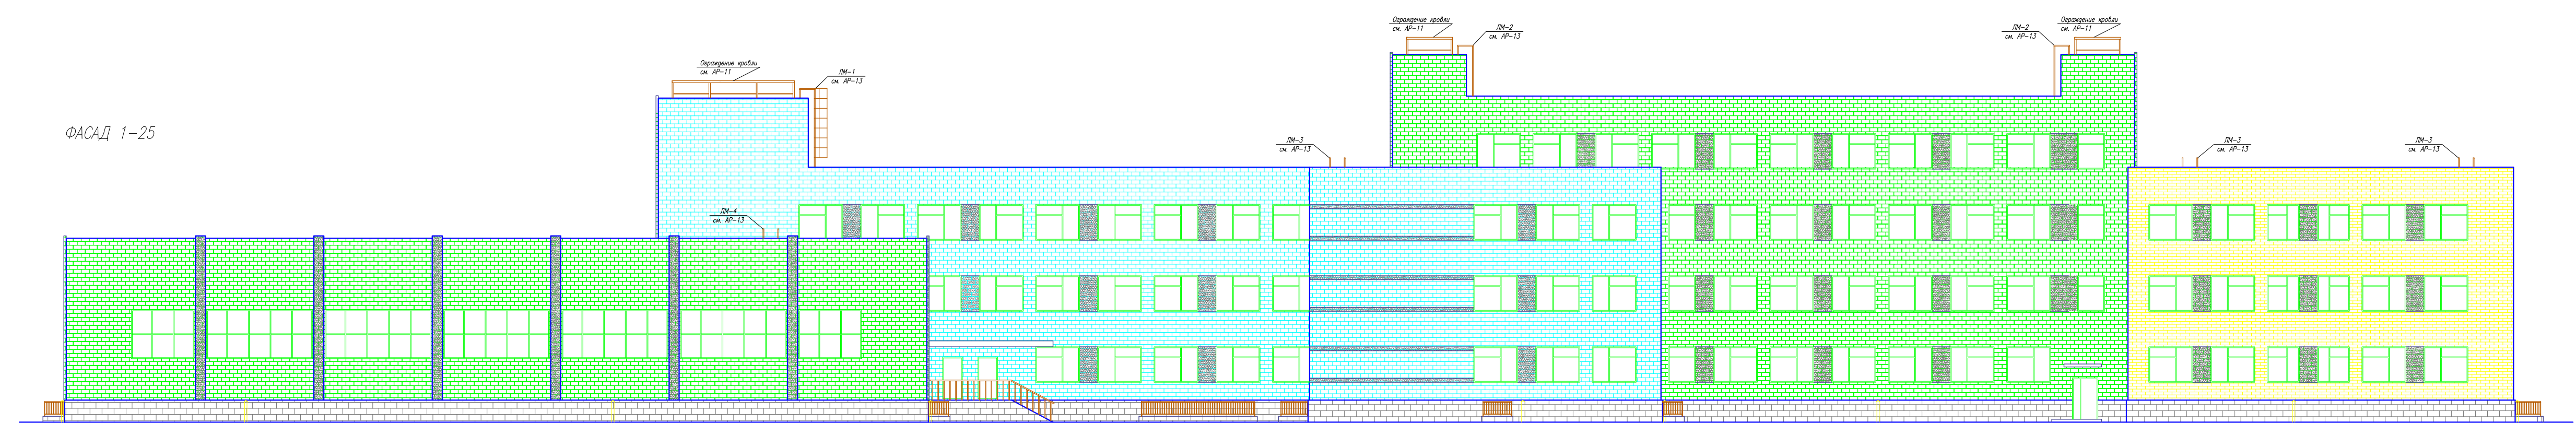 Ограждение кровли
см. АР-11
ЛМ-2
см. АР-13
ЛМ-2
см. АР-13
Ограждение кровли
см. АР-11
Ограждение кровли
см. АР-11
ЛМ-1
см. АР-13
ФАСАД 1-25
ЛМ-3
см. АР-13
ЛМ-3
см. АР-13
ЛМ-3
см. АР-13
ЛМ-4
см. АР-13